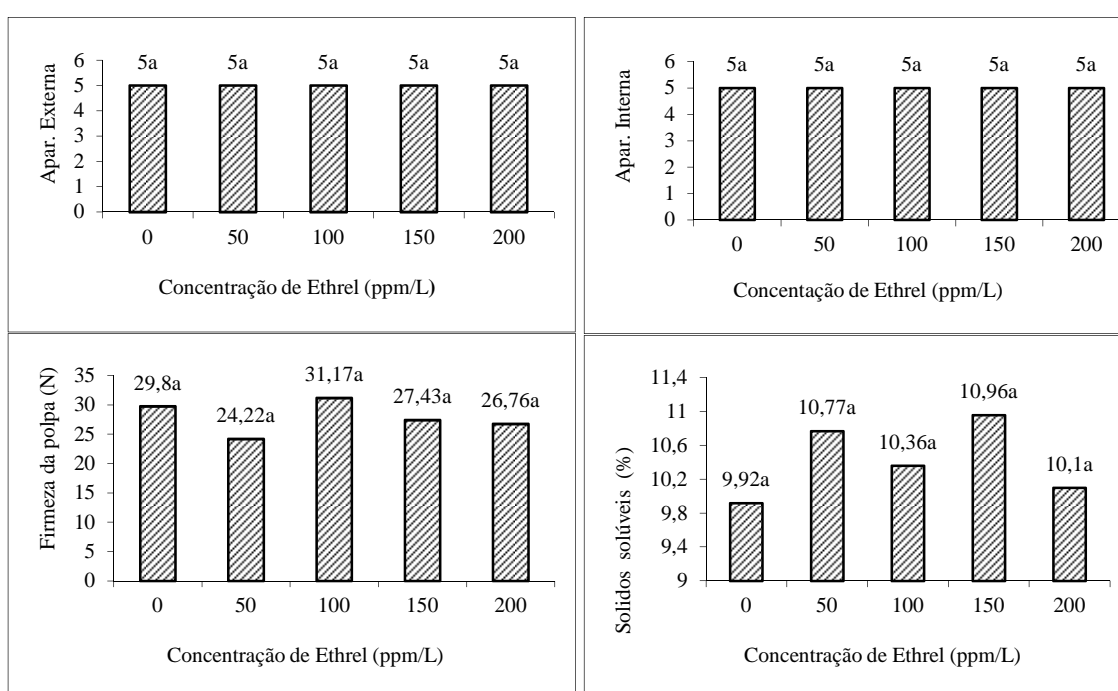 Apar. Externa
6
5
4
3
2
1
0
5a 5a 5a 5a 5a
0 50 100 150 200
Concentração de Ethrel (ppm/L)
Apar. Interna
6
5
4
3
2
1
0
5a 5a 5a 5a 5a
0 50 100 150 200
Concentação de Ethrel (ppm/L)
Firmeza da polpa (N)
35
30
25
20
15
10
5
0
29,8a 24,22a 31,17a 27,43a 26,76a
0 50 100 150 200
Concentração de Ethrel (ppm/L)
Solidos solúveis (%)
11,4
11
10,6
10,2
9,8
9,4
9
9,92a 10,77a 10,36a 10,96a 10,1a
0 50 100 150 200
Concentração de Ethrel (ppm/L)